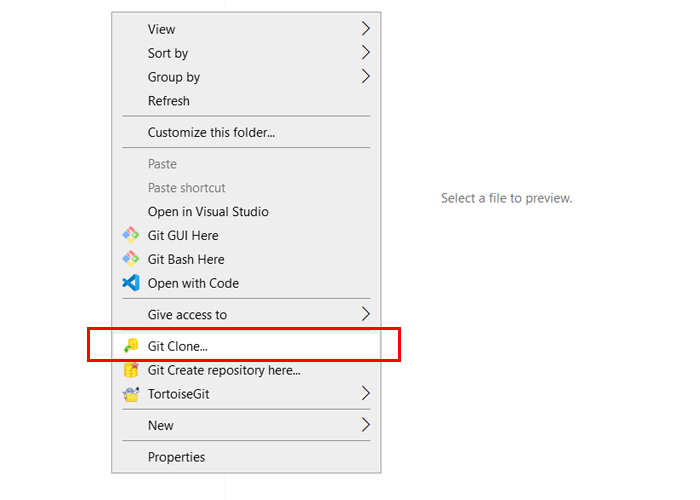 View
Sort by
Group by
Refresh
Customize this folder...
Paste
Paste shortcut
Open in Visual Studio
Git GUI Here
Git Bash Here
Open with Code
Give access to
Git Clone...
Git Create repository here...
TortoiseGit
New
Properties
Select a file to preview.